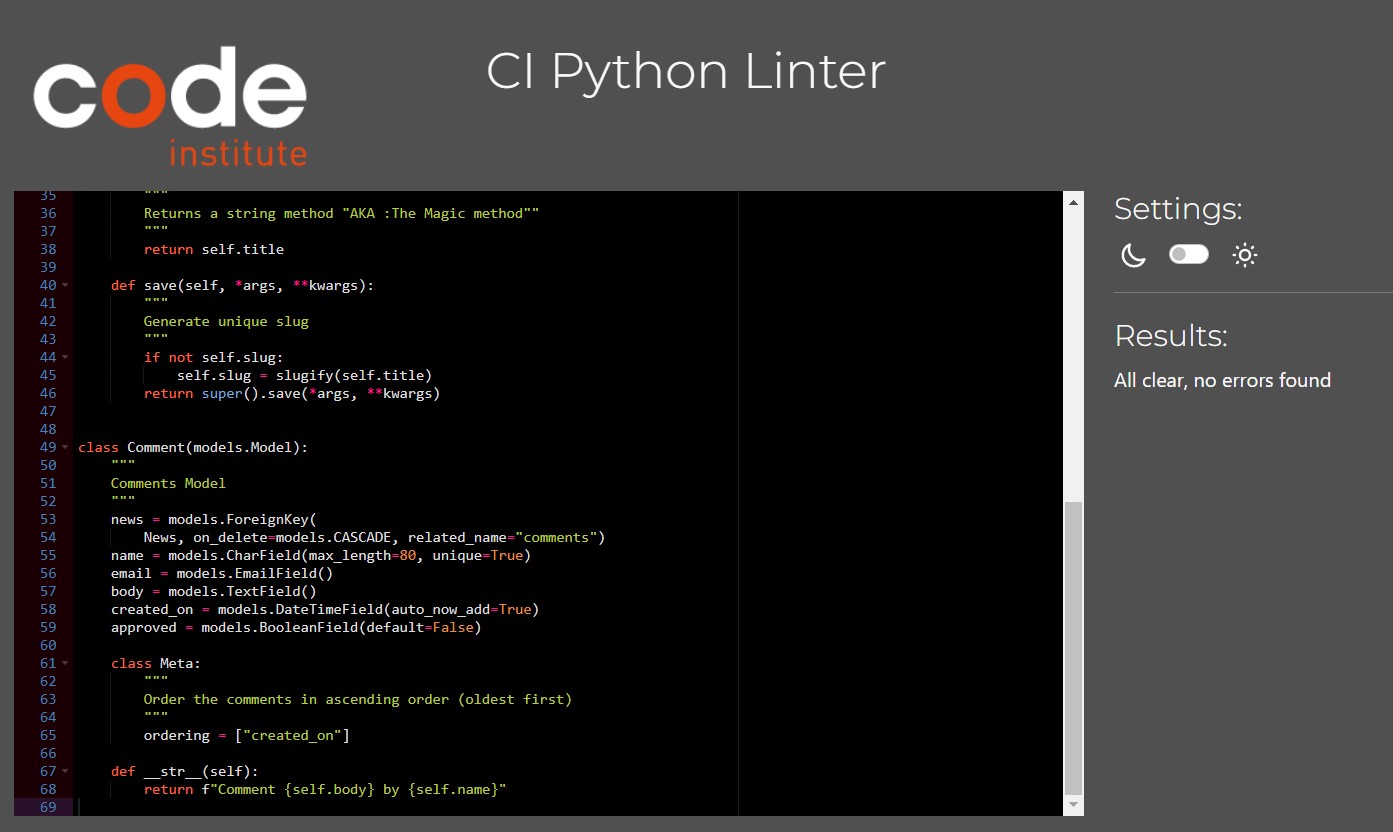 code
institute
CI Python Linter
35 """
36 Returns a string method "AKA :The Magic method""
37 """
38 return self.title
39
40 def save(self, *args, **kwargs):
41 """
42 Generate unique slug
43 """
44 if not self.slug:
45 self.slug = slugify(self.title)
46 return super().save(*args, **kwargs)
47
48
49 class Comment(models.Model):
50 """
51 Comments Model
52 """
53 news = models.ForeignKey(
54 News, on_delete=models.CASCADE, related_name="comments")
55 name = models.CharField(max_length=80, unique=True)
56 email = models.EmailField()
57 body = models.TextField()
58 created_on = models.DateTimeField(auto_now_add=True)
59 approved = models.BooleanField(default=False)
60
61 class Meta:
62 """
63 Order the comments in ascending order (oldest first)
64 """
65 ordering = ["created_on"]
66
67 def __str__(self):
68 return f"Comment {self.body} by {self.name}"
69
Settings:
Results:
All clear, no errors found